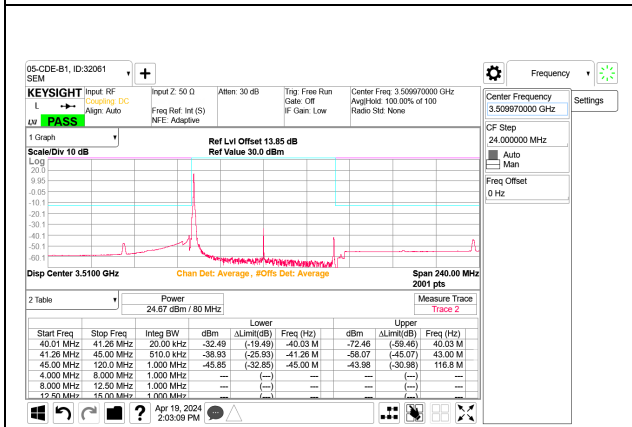 05-CDE-B1, ID:32061
SEM
Frequency
KEYSIGHT
L
LXI
PASS
Input: RF
Coupling: DC
Align: Auto
Input Z: 50 Ω
Freq Ref: Int (S)
NFE: Adaptive
Atten: 30 dB
Trig: Free Run
Gate: Off
IF Gain: Low
Center Freq: 3.509970000 GHz
Avg|Hold: 100.00% of 100
Radio Std: None
Center Frequency
3.509970000 GHz
Settings
CF Step
24.000000 MHz
Auto
Man
Freq Offset
0 Hz
1 Graph
Scale/Div 10 dB
Ref Lvl Offset 13.85 dB
Ref Value 30.0 dBm
Log
20.0
9.95
-0.05
-10.1
-20.1
-30.1
-40.1
-50.1
-60.1
Disp Center 3.5100 GHz
Chan Det: Average, #Offs Det: Average
Span 240.00 MHz
2001 pts
2 Table
Power
24.67 dBm / 80 MHz
Measure Trace
Trace 2
Lower Upper
Start Freq Stop Freq Integ BW dBm ΔLimit(dB) Freq (Hz) dBm ΔLimit(dB) Freq (Hz)
40.01 MHz 41.26 MHz 20.00 kHz -32.49 (-19.49) -40.03 M -72.46 (-59.46) 40.03 M
41.26 MHz 45.00 MHz 510.0 kHz -38.93 (-25.93) -41.26 M -58.07 (-45.07) 43.00 M
45.00 MHz 120.0 MHz 1.000 MHz -45.85 (-32.85) -45.00 M -43.98 (-30.98) 116.8 M
4.000 MHz 8.000 MHz 1.000 MHz --- (---) --- --- (---) ---
8.000 MHz 12.50 MHz 1.000 MHz --- (---) --- --- (---) ---
12.50 MHz 15.00 MHz 1.000 MHz --- (---) --- --- (---) ---
?
Apr 19, 2024
2:03:09 PM